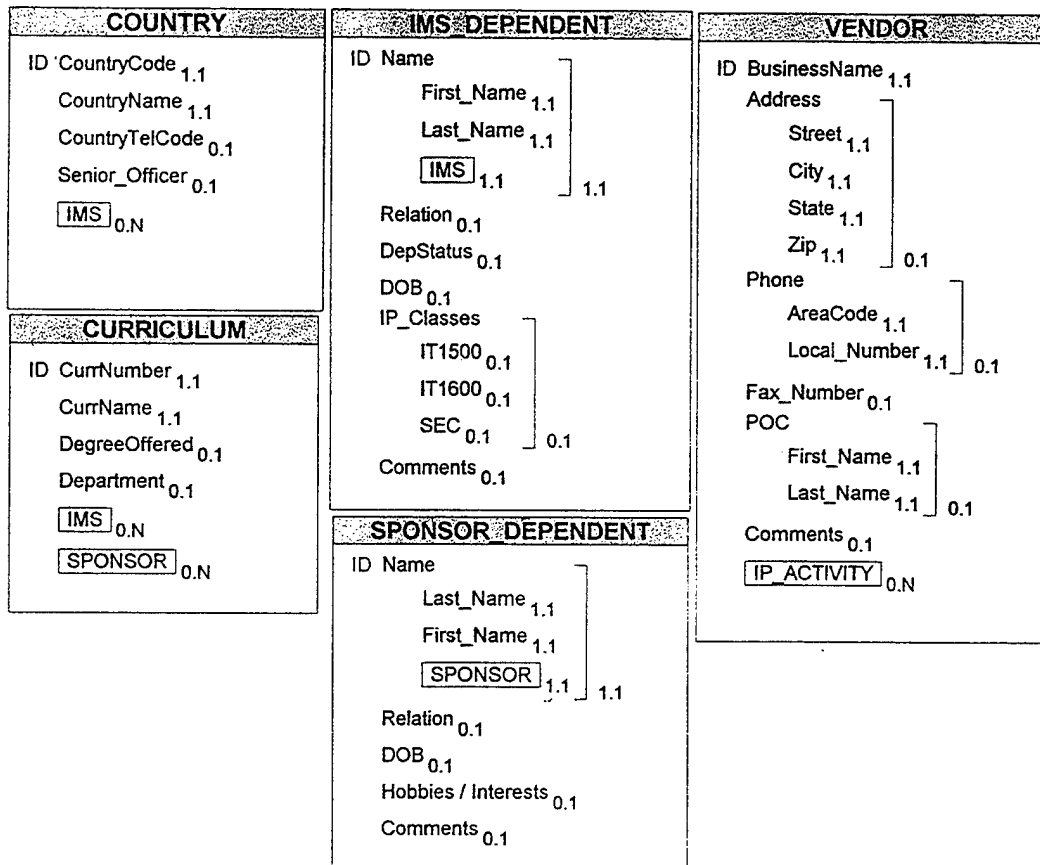 COUNTRY
ID CountryCode 1.1
CountryName 1.1
CountryTelCode 0.1
Senior_Officer 0.1
IMS 0.N
CURRICULUM
ID CurrNumber 1.1
CurrName 1.1
DegreeOffered 0.1
Department 0.1
IMS 0.N
SPONSOR 0.N
IMS_DEPENDENT
ID Name
First_Name 1.1
Last_Name 1.1
IMS 1.1 1.1
Relation 0.1
DepStatus 0.1
DOB 0.1
IP_Classes
IT1500 0.1
IT1600 0.1
SEC 0.1 0.1
Comments 0.1
SPONSOR_DEPENDENT
ID Name
Last_Name 1.1
First_Name 1.1
SPONSOR 1.1 1.1
Relation 0.1
DOB 0.1
Hobbies / Interests 0.1
Comments 0.1
VENDOR
ID BusinessName 1.1
Address
Street 1.1
City 1.1
State 1.1
Zip 1.1 0.1
Phone
AreaCode 1.1
Local_Number 1.1 0.1
Fax_Number 0.1
POC
First_Name 1.1
Last_Name 1.1 0.1
Comments 0.1
IP_ACTIVITY 0.N